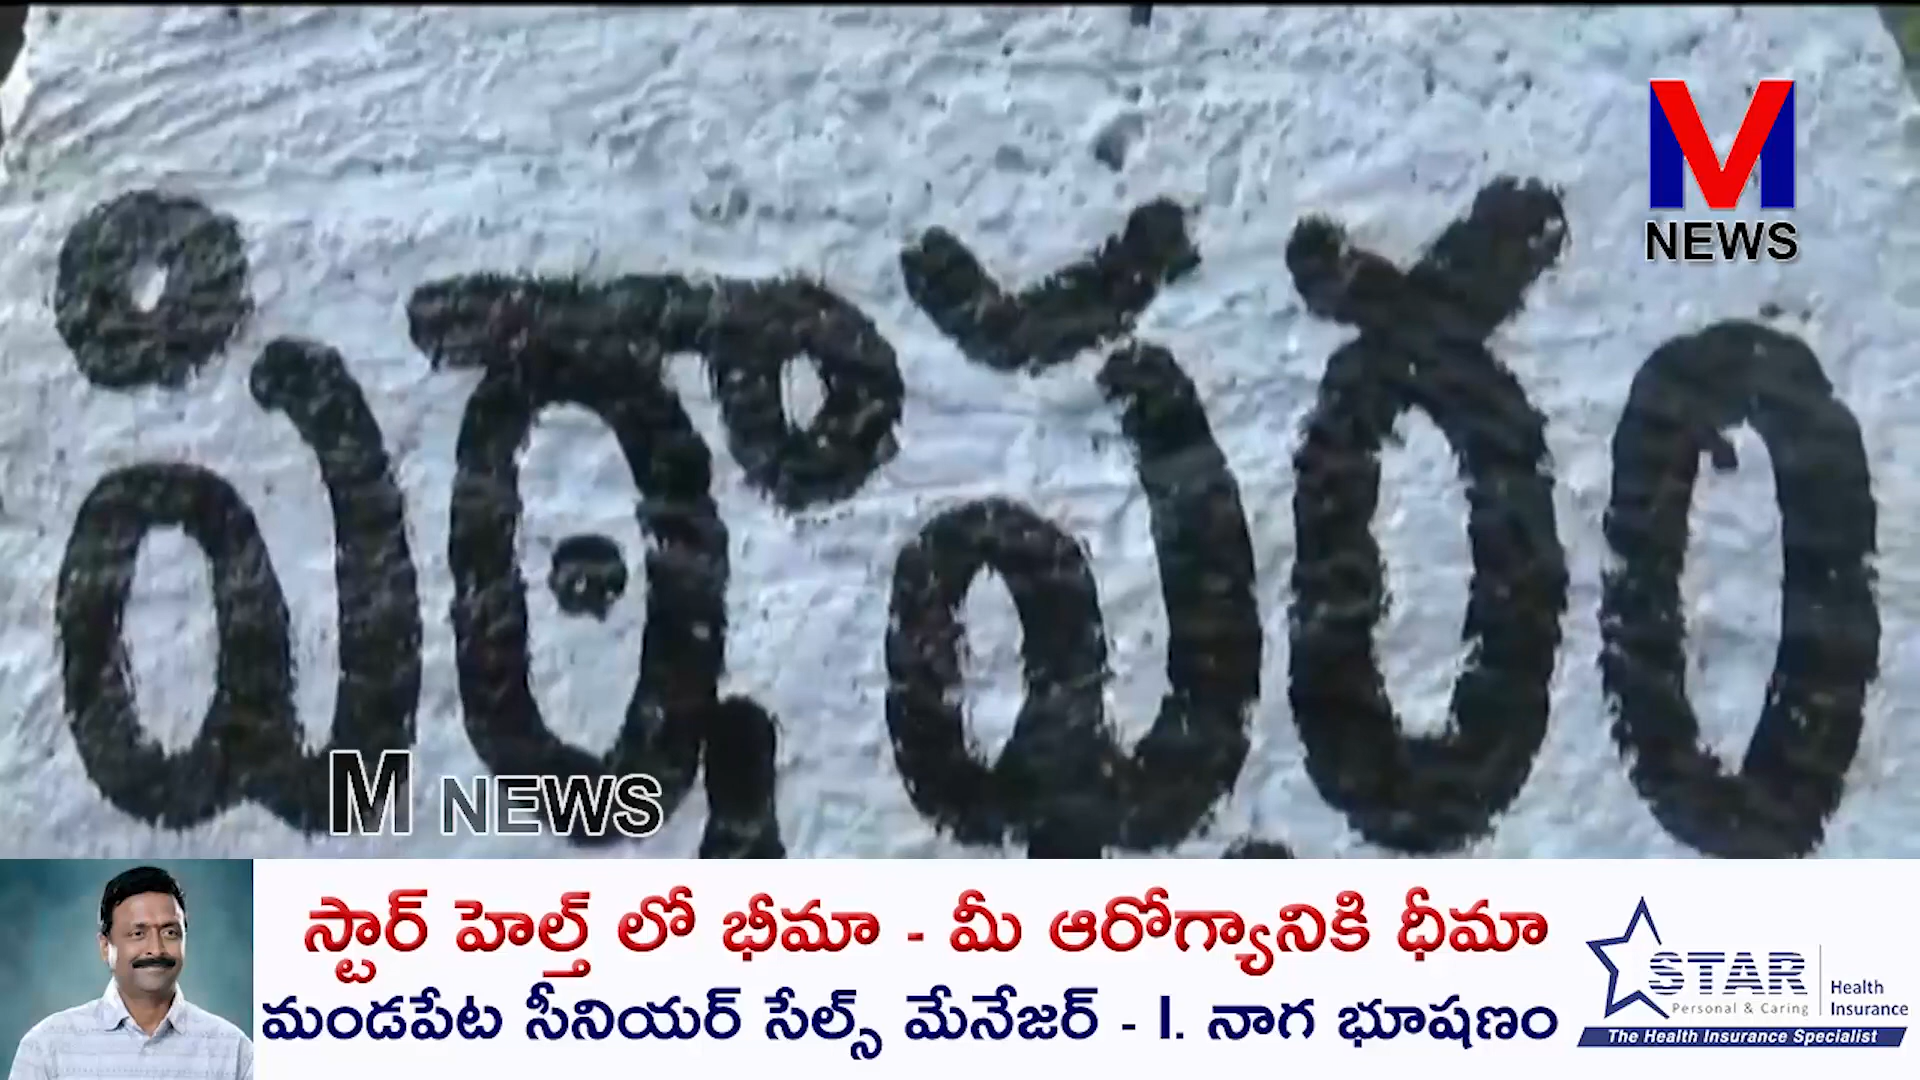 M
NEWS
పిఠాపురం
M NEWS
స్టార్ హెల్త్ లో భీమా - మీ ఆరోగ్యానికి ధీమా
మండపేట సీనియర్ సేల్స్ మేనేజర్ - I. నాగ భూషణం
STAR Health
Personal & Caring Insurance
The Health Insurance Specialist